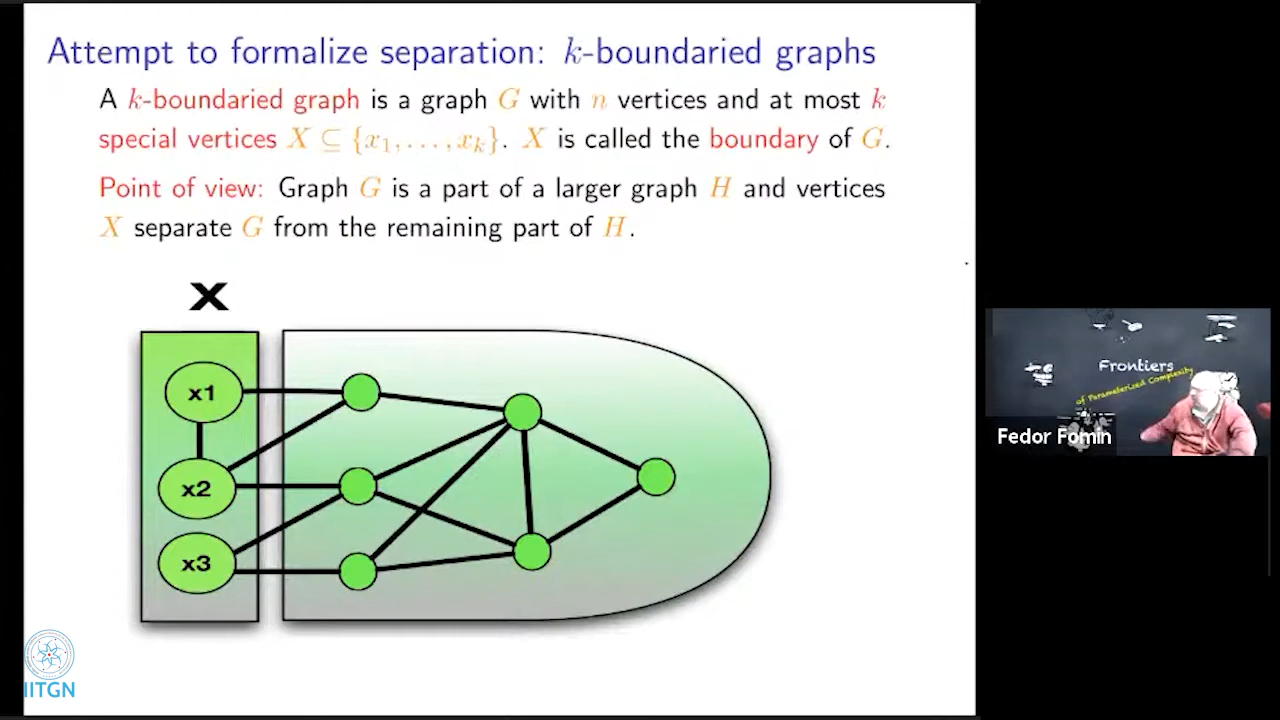 Attempt to formalize separation: k-boundaried graphs
A k-boundaried graph is a graph G with n vertices and at most k
special vertices X ⊆ {x₁, . . . , xₖ}. X is called the boundary of G.
Point of view: Graph G is a part of a larger graph H and vertices
X separate G from the remaining part of H.
X
x1
x2
x3
Frontiers
of Parameterized Complexity
Fedor Fomin
IITGN